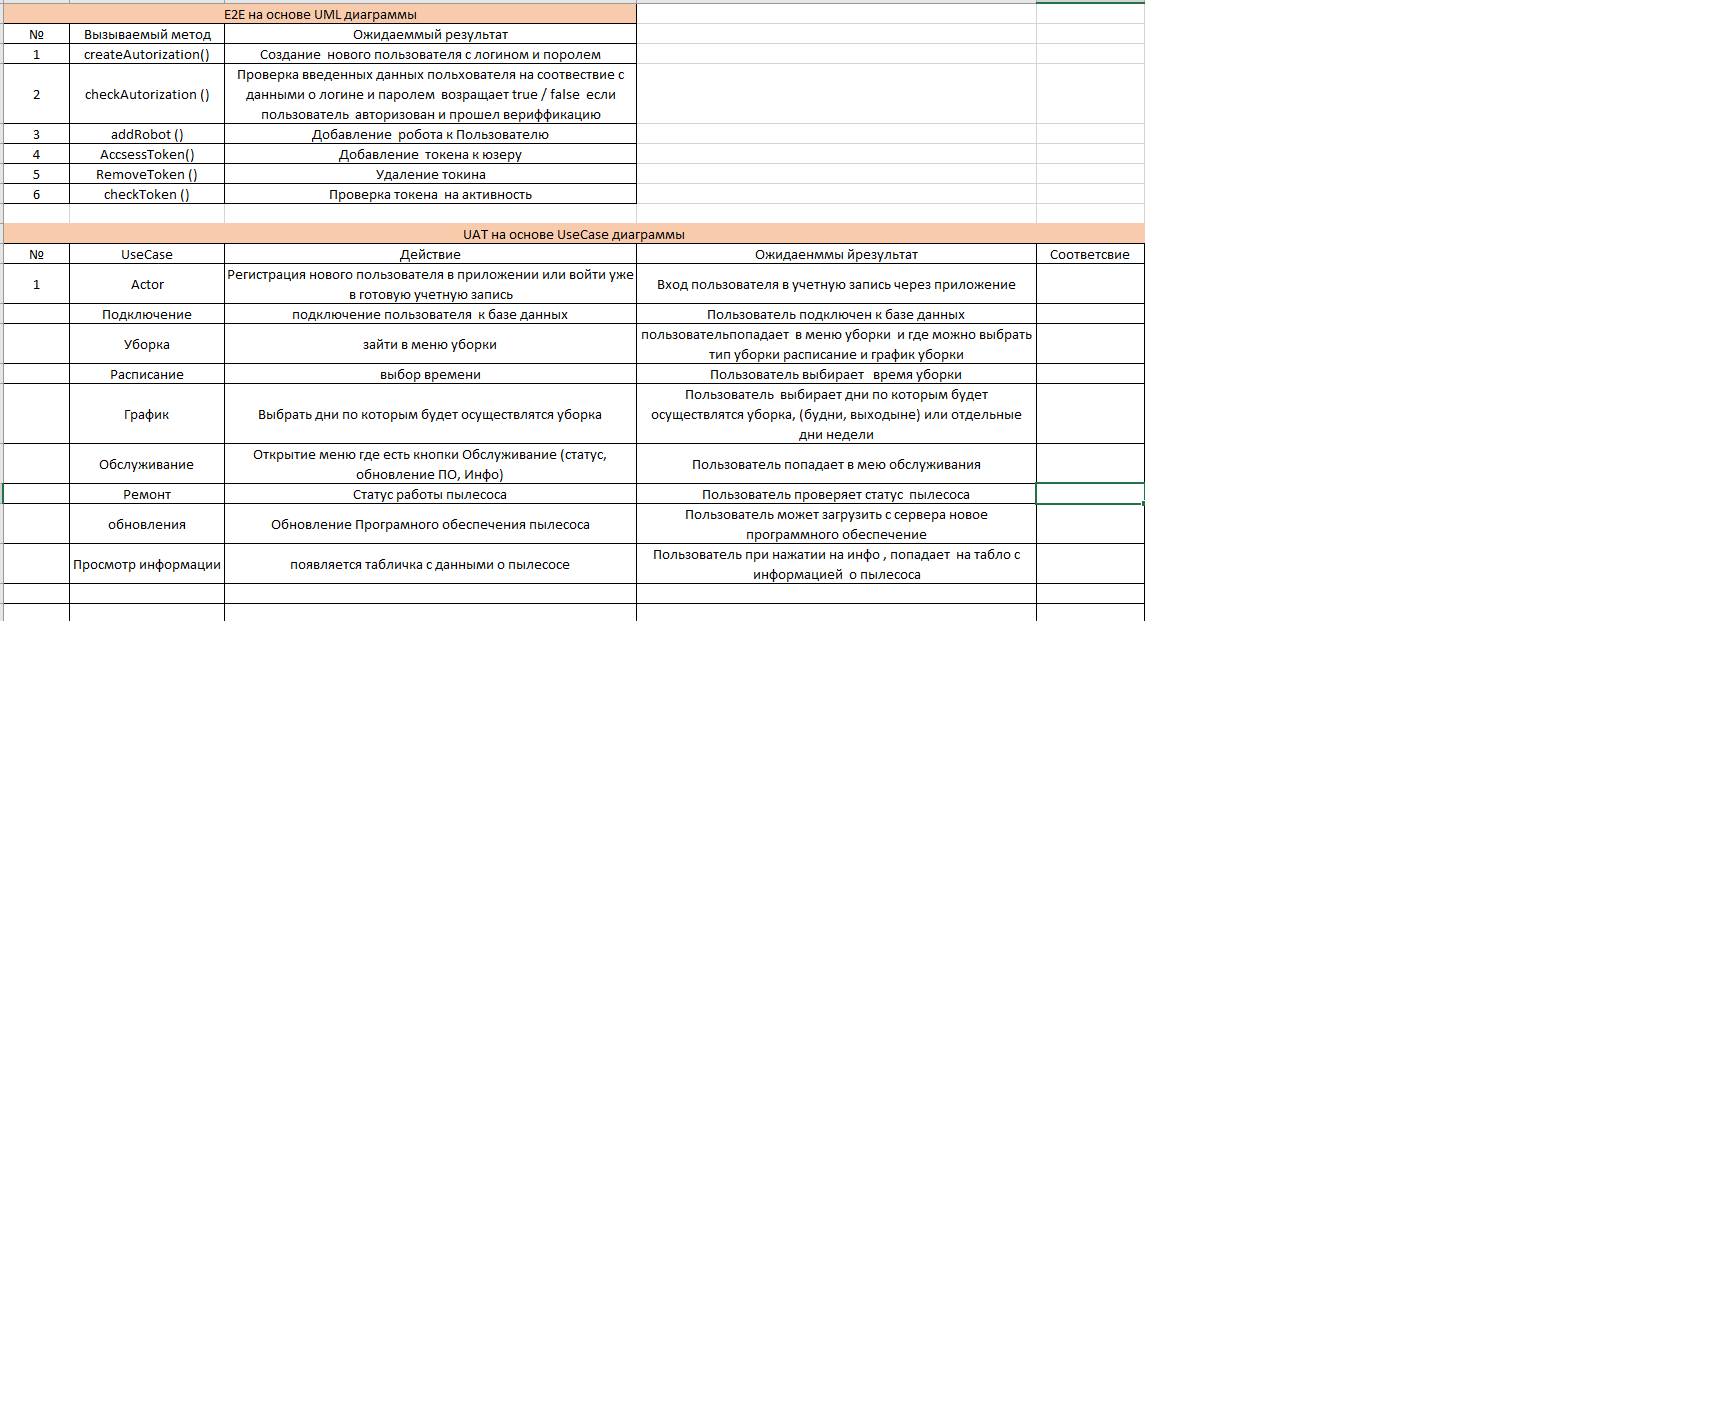 E2E на основе UML диаграммы
№ Вызываемый метод Ожидаеммый результат
1 createAutorization() Создание нового пользователя с логином и поролем
2 checkAutorization () Проверка введенных данных пользхователя на соотвествие с
данными о логине и паролем возращает true / false если
пользователь авторизован и прошел вериффикацию
3 addRobot () Добавление робота к Пользователю
4 AccsessToken() Добавление токена к юзеру
5 RemoveToken () Удаление токина
6 checkToken () Проверка токена на активность
UAT на основе UseCase диаграммы
№ UseCase Действие Ожидаенммы йрезультат Соответсвие
1 Actor Регистрация нового пользователя в приложении или войти уже
в готовую учетную запись
Вход пользователя в учетную запись через приложение
Подключение подключение пользователя к базе данных Пользователь подключен к базе данных
Уборка зайти в меню уборки пользовательпопадает в меню уборки и где можно выбрать
тип уборки расписание и график уборки
Расписание выбор времени Пользователь выбирает время уборки
График Выбрать дни по которым будет осуществлятся уборка Пользователь выбирает дни по которым будет
осуществлятся уборка, (будни, выходыне) или отдельные
дни недели
Обслуживание Открытие меню где есть кнопки Обслуживание (статус,
обновление ПО, Инфо)
Пользователь попадает в мею обслуживания
Ремонт Статус работы пылесоса Пользователь проверяет статус пылесоса
обновления Обновление Програмного обеспечения пылесоса Пользователь может загрузить с сервера новое
программного обеспечение
Просмотр информации появляется табличка с данными о пылесосе Пользователь при нажатии на инфо , попадает на табло с
информацией о пылесоса